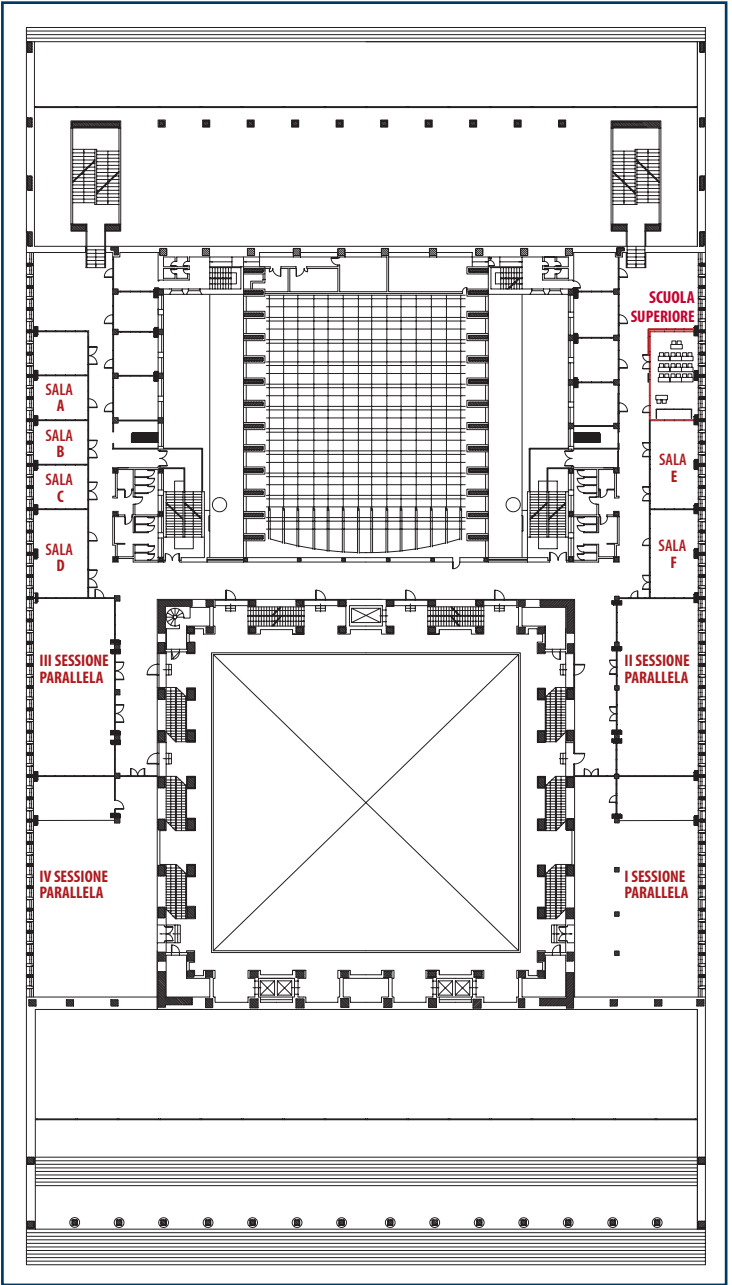 SCUOLA
SUPERIORE
SALA
A
SALA
B
SALA
C
SALA
D
SALA
E
SALA
F
III SESSIONE
PARALLELA
II SESSIONE
PARALLELA
IV SESSIONE
PARALLELA
I SESSIONE
PARALLELA